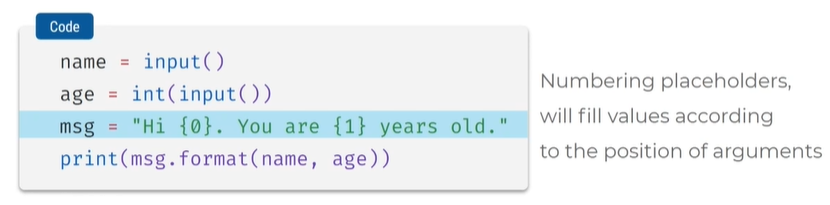 Code
name = input()
age = int(input())
msg = "Hi {0}. You are {1} years old."
print(msg.format(name, age))
Numbering placeholders,
will fill values according
to the position of arguments